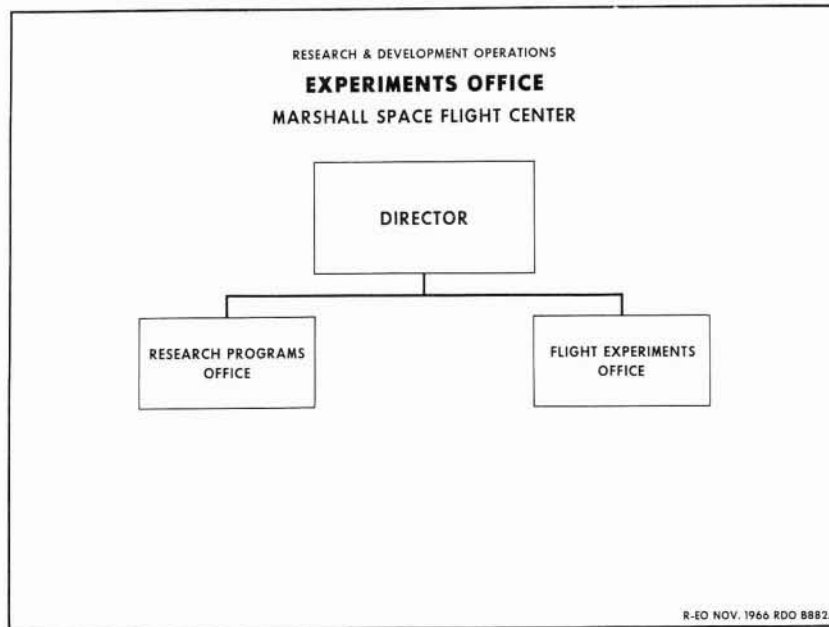 RESEARCH & DEVELOPMENT OPERATIONS
EXPERIMENTS OFFICE
MARSHALL SPACE FLIGHT CENTER
DIRECTOR
RESEARCH PROGRAMS
OFFICE
FLIGHT EXPERIMENTS
OFFICE
R-EO NOV. 1966 RDO B882